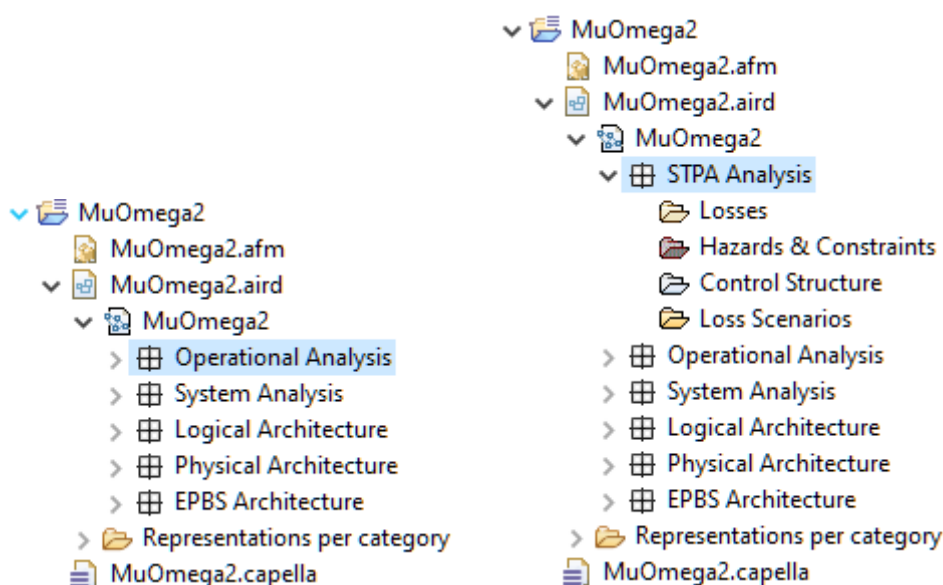 MuOmega2
MuOmega2.afm
MuOmega2.aird
MuOmega2
Operational Analysis
System Analysis
Logical Architecture
Physical Architecture
EPBS Architecture
Representations per category
MuOmega2.capella
MuOmega2
MuOmega2.afm
MuOmega2.aird
MuOmega2
STPA Analysis
Losses
Hazards & Constraints
Control Structure
Loss Scenarios
Operational Analysis
System Analysis
Logical Architecture
Physical Architecture
EPBS Architecture
Representations per category
MuOmega2.capella